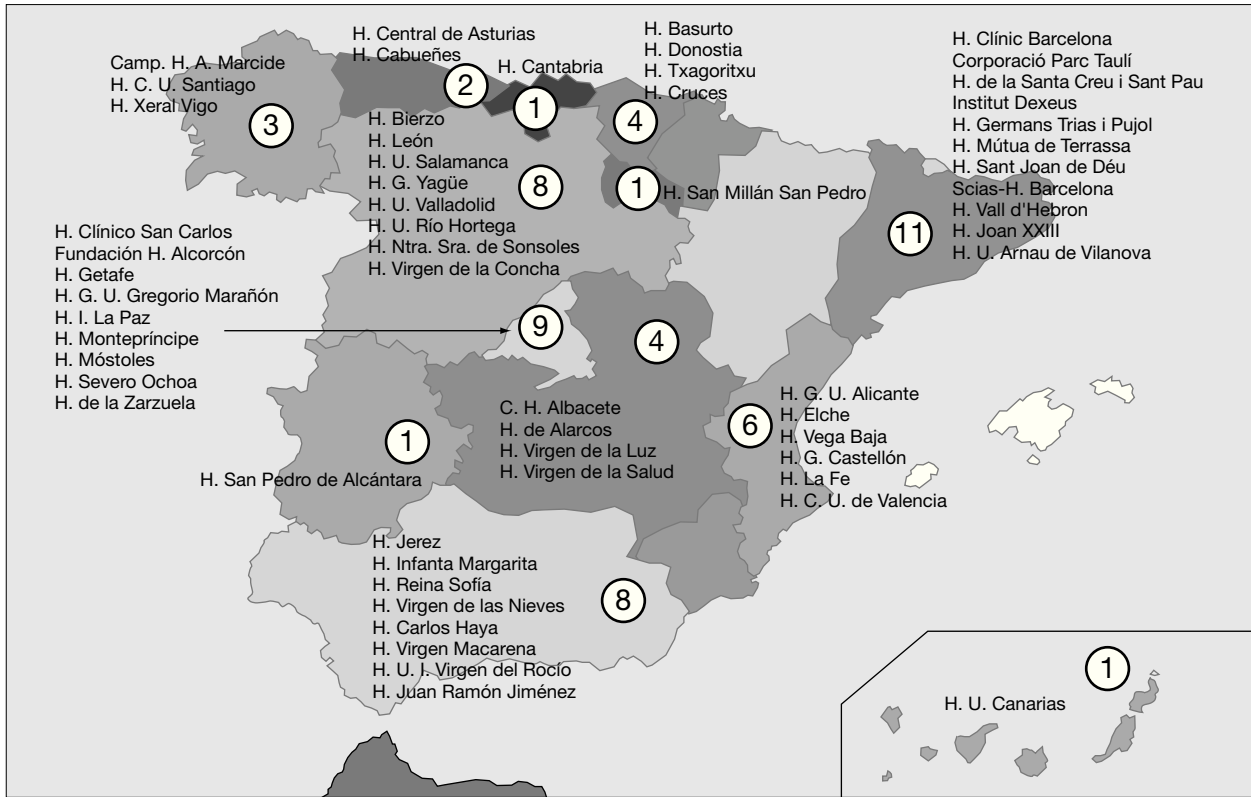 Camp. H. A. Marcide
H. C. U. Santiago
H. Xeral Vigo
3
H. Central de Asturias
H. Cabueñes
2
H. Cantabria
1
H. Basurto
H. Donostia
H. Txagoritxu
H. Cruces
4
H. Clínic Barcelona
Corporació Parc Taulí
H. de la Santa Creu i Sant Pau
Institut Dexeus
H. Germans Trias i Pujol
H. Mútua de Terrassa
H. Sant Joan de Déu
Scias-H. Barcelona
H. Vall d'Hebron
H. Joan XXIII
H. U. Arnau de Vilanova
11
H. Bierzo
H. León
H. U. Salamanca
H. G. Yagüe
H. U. Valladolid
H. U. Río Hortega
H. Ntra. Sra. de Sonsoles
H. Virgen de la Concha
8
1
H. San Millán San Pedro
H. Clínico San Carlos
Fundación H. Alcorcón
H. Getafe
H. G. U. Gregorio Marañón
H. I. La Paz
H. Montepríncipe
H. Móstoles
H. Severo Ochoa
H. de la Zarzuela
9
4
C. H. Albacete
H. de Alarcos
H. Virgen de la Luz
H. Virgen de la Salud
6
H. G. U. Alicante
H. Elche
H. Vega Baja
H. G. Castellón
H. La Fe
H. C. U. de Valencia
1
H. San Pedro de Alcántara
H. Jerez
H. Infanta Margarita
H. Reina Sofía
H. Virgen de las Nieves
H. Carlos Haya
H. Virgen Macarena
H. U. I. Virgen del Rocío
H. Juan Ramón Jiménez
8
1
H. U. Canarias